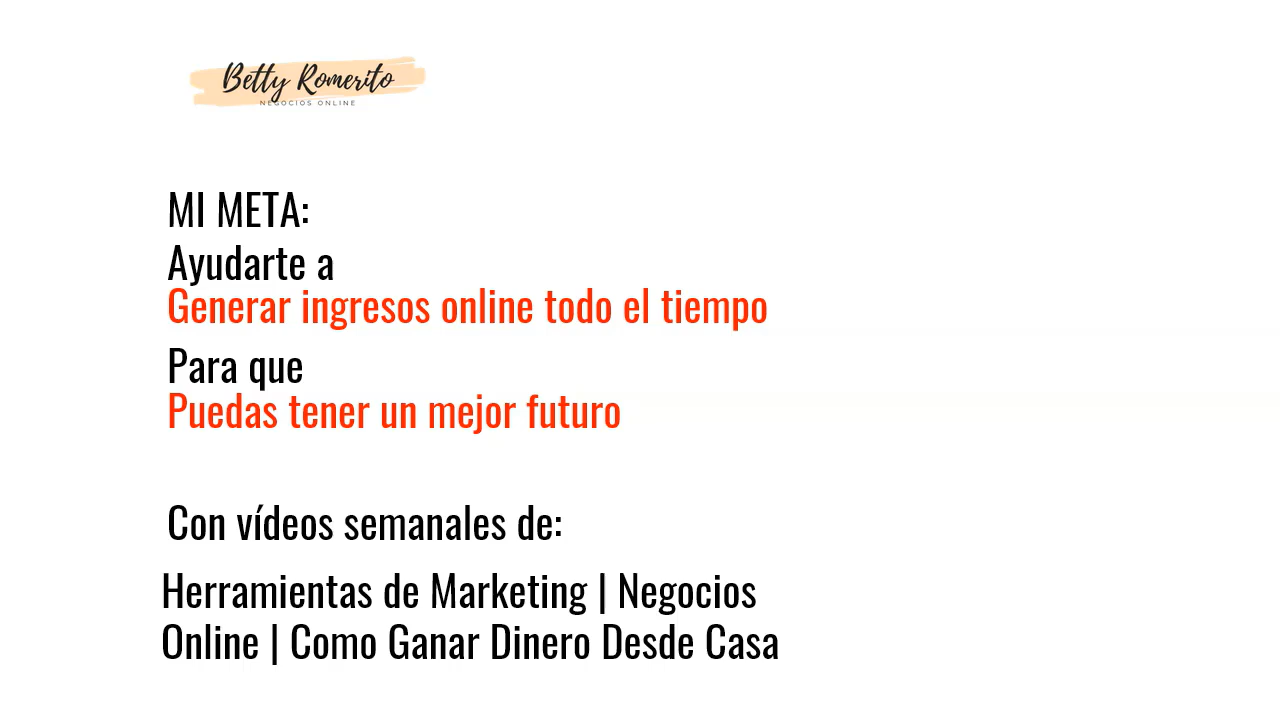 Betty Romerito
NEGOCIOS ONLINE
MI META:
Ayudarte a
Generar ingresos online todo el tiempo
Para que
Puedas tener un mejor futuro
Con vídeos semanales de:
Herramientas de Marketing | Negocios
Online | Como Ganar Dinero Desde Casa